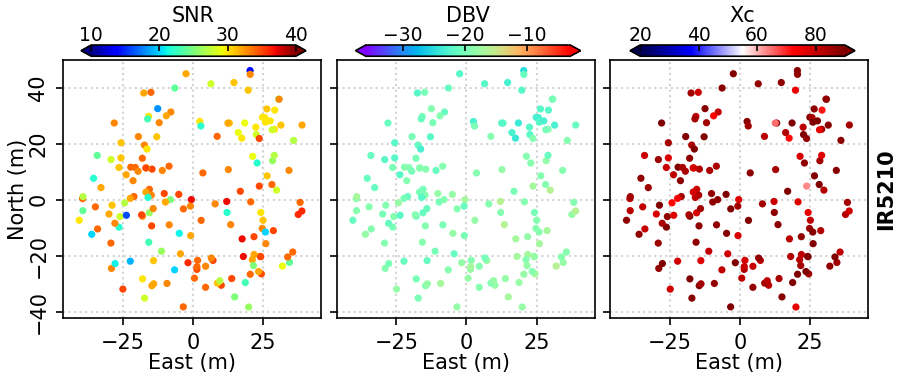 SNR DBV Xc
10 20 30 40 −30 −20 −10 20 40 60 80
40
20
0
−20
−40
North (m)
−25 0 25 −25 0 25 −25 0 25
East (m) East (m) East (m)
IR5210